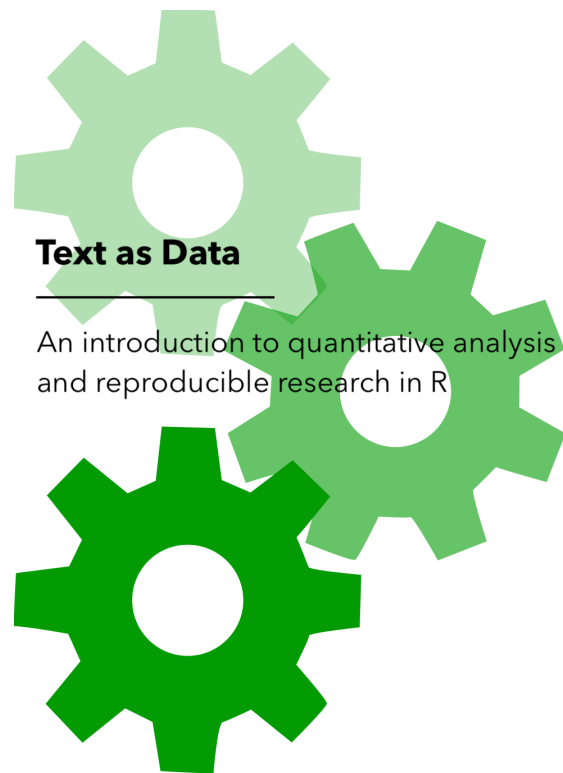 Text as Data
An introduction to quantitative analysis
and reproducible research in R